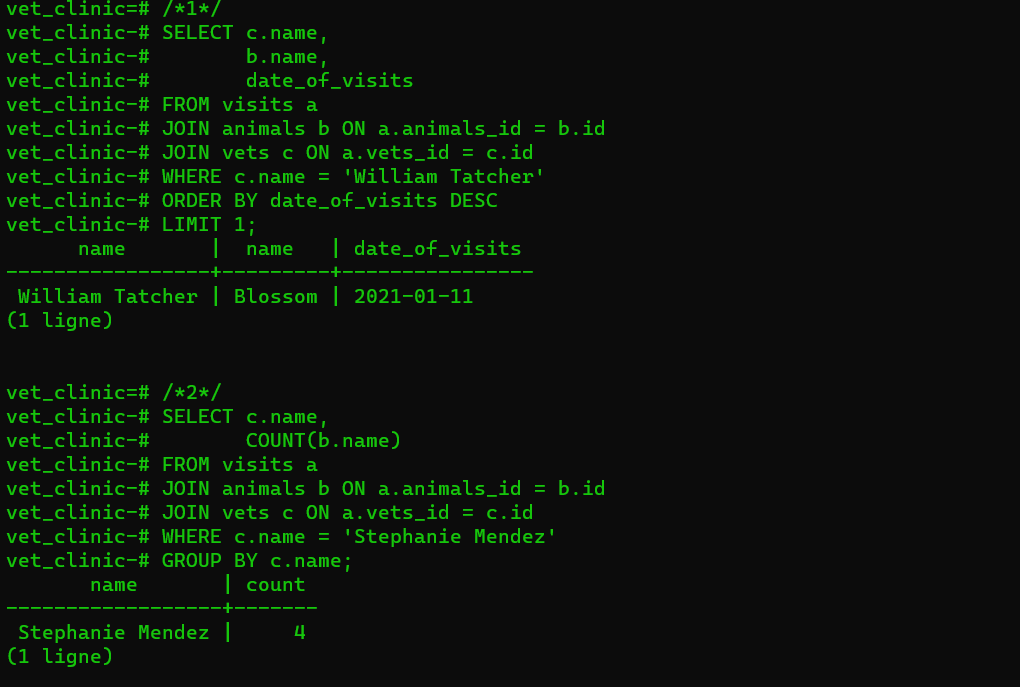 vet_clinic=# /*1*/
vet_clinic-# SELECT c.name,
vet_clinic-#        b.name,
vet_clinic-#        date_of_visits
vet_clinic-# FROM visits a
vet_clinic-# JOIN animals b ON a.animals_id = b.id
vet_clinic-# JOIN vets c ON a.vets_id = c.id
vet_clinic-# WHERE c.name = 'William Tatcher'
vet_clinic-# ORDER BY date_of_visits DESC
vet_clinic-# LIMIT 1;
      name       |  name   | date_of_visits
-----------------+---------+----------------
 William Tatcher | Blossom | 2021-01-11
(1 ligne)
vet_clinic=# /*2*/
vet_clinic-# SELECT c.name,
vet_clinic-#        COUNT(b.name)
vet_clinic-# FROM visits a
vet_clinic-# JOIN animals b ON a.animals_id = b.id
vet_clinic-# JOIN vets c ON a.vets_id = c.id
vet_clinic-# WHERE c.name = 'Stephanie Mendez'
vet_clinic-# GROUP BY c.name;
       name       | count
------------------+-------
 Stephanie Mendez |     4
(1 ligne)